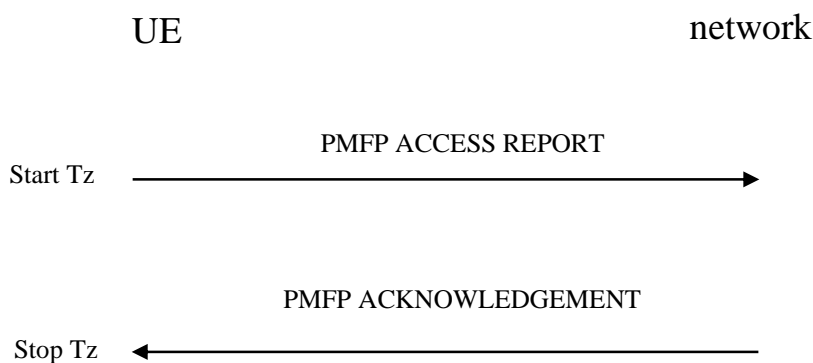 UE network
PMFP ACCESS REPORT
Start Tz
PMFP ACKNOWLEDGEMENT
Stop Tz